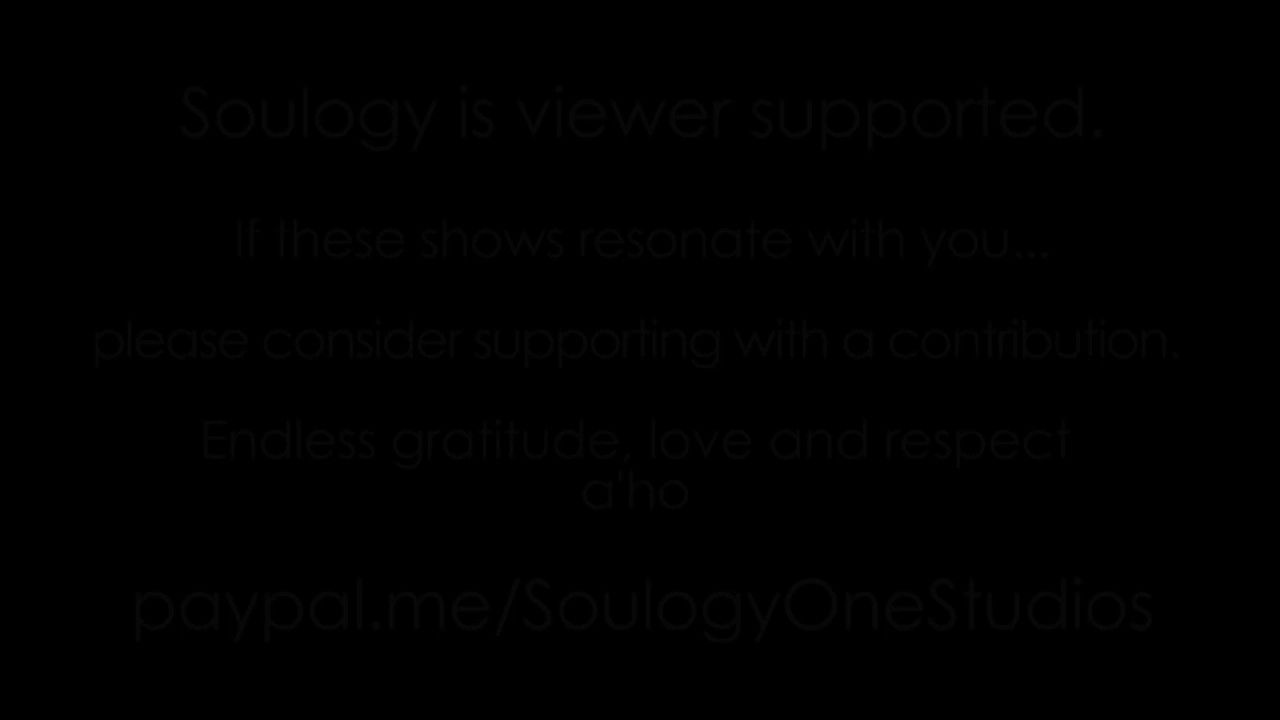 Soulogy is viewer supported.
If these shows resonate with you...
please consider supporting with a contribution.
Endless gratitude, love and respect
a'ho
paypal.me/SoulogyOneStudios